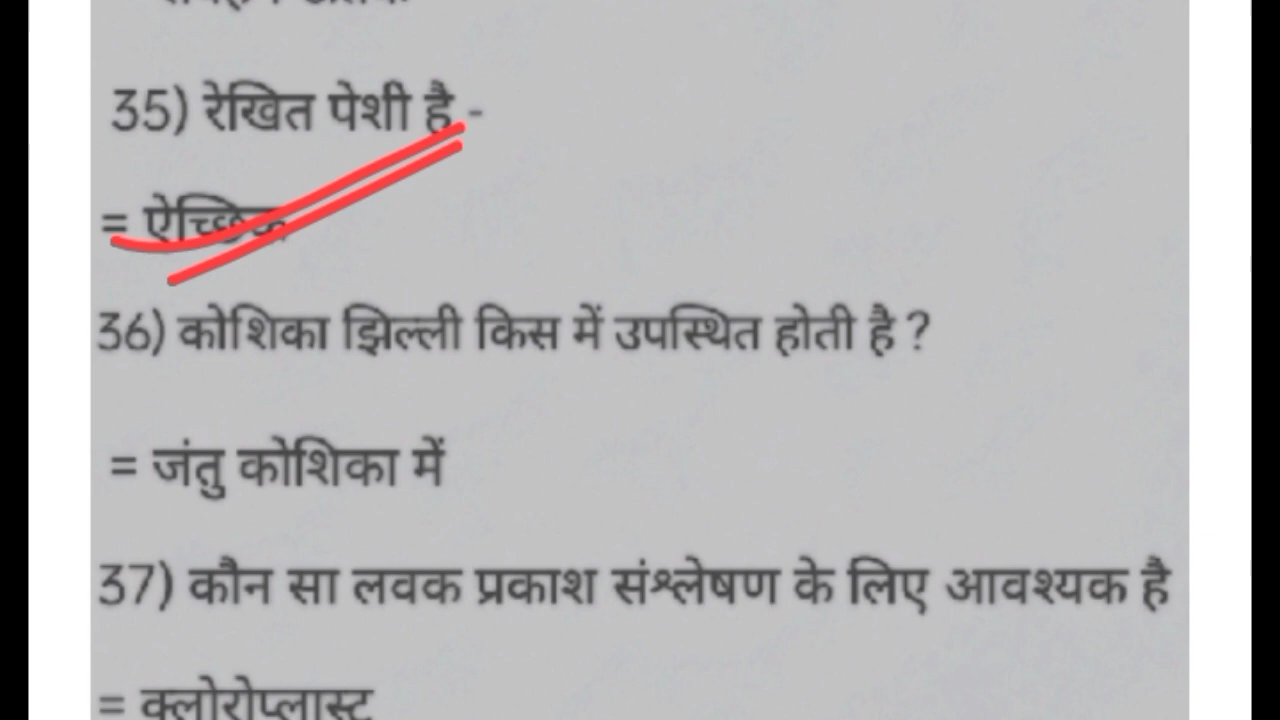 35) रेखित पेशी है -
= ऐच्छिक
36) कोशिका झिल्ली किस में उपस्थित होती है ?
= जंतु कोशिका में
37) कौन सा लवक प्रकाश संश्लेषण के लिए आवश्यक है
= क्लोरोप्लास्ट